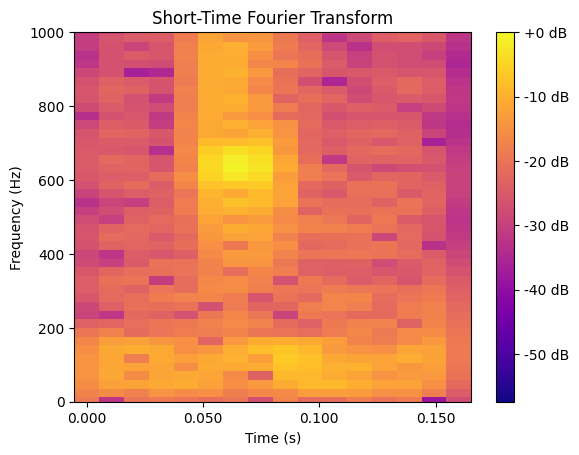 Short-Time Fourier Transform
1000
800
600
400
200
0
Frequency (Hz)
0.000
0.050
0.100
0.150
Time (s)
+0 dB
-10 dB
-20 dB
-30 dB
-40 dB
-50 dB